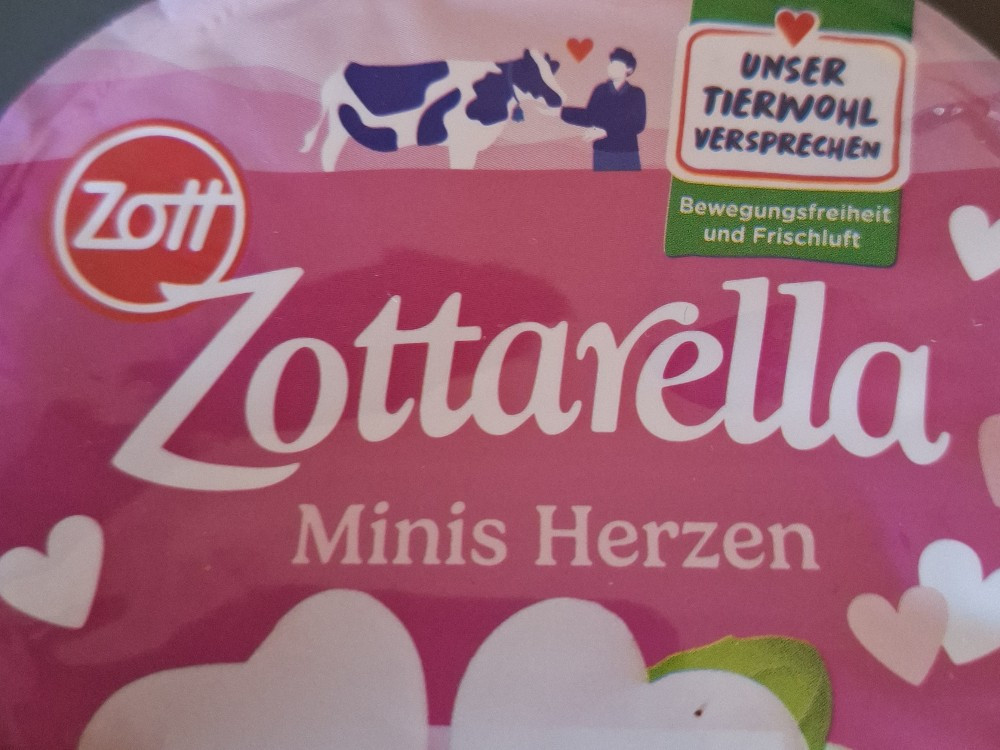 UNSER
TIERWOHL
VERSPRECHEN
Bewegungsfreiheit
und Frischluft
Zott
Zottarella
Minis Herzen